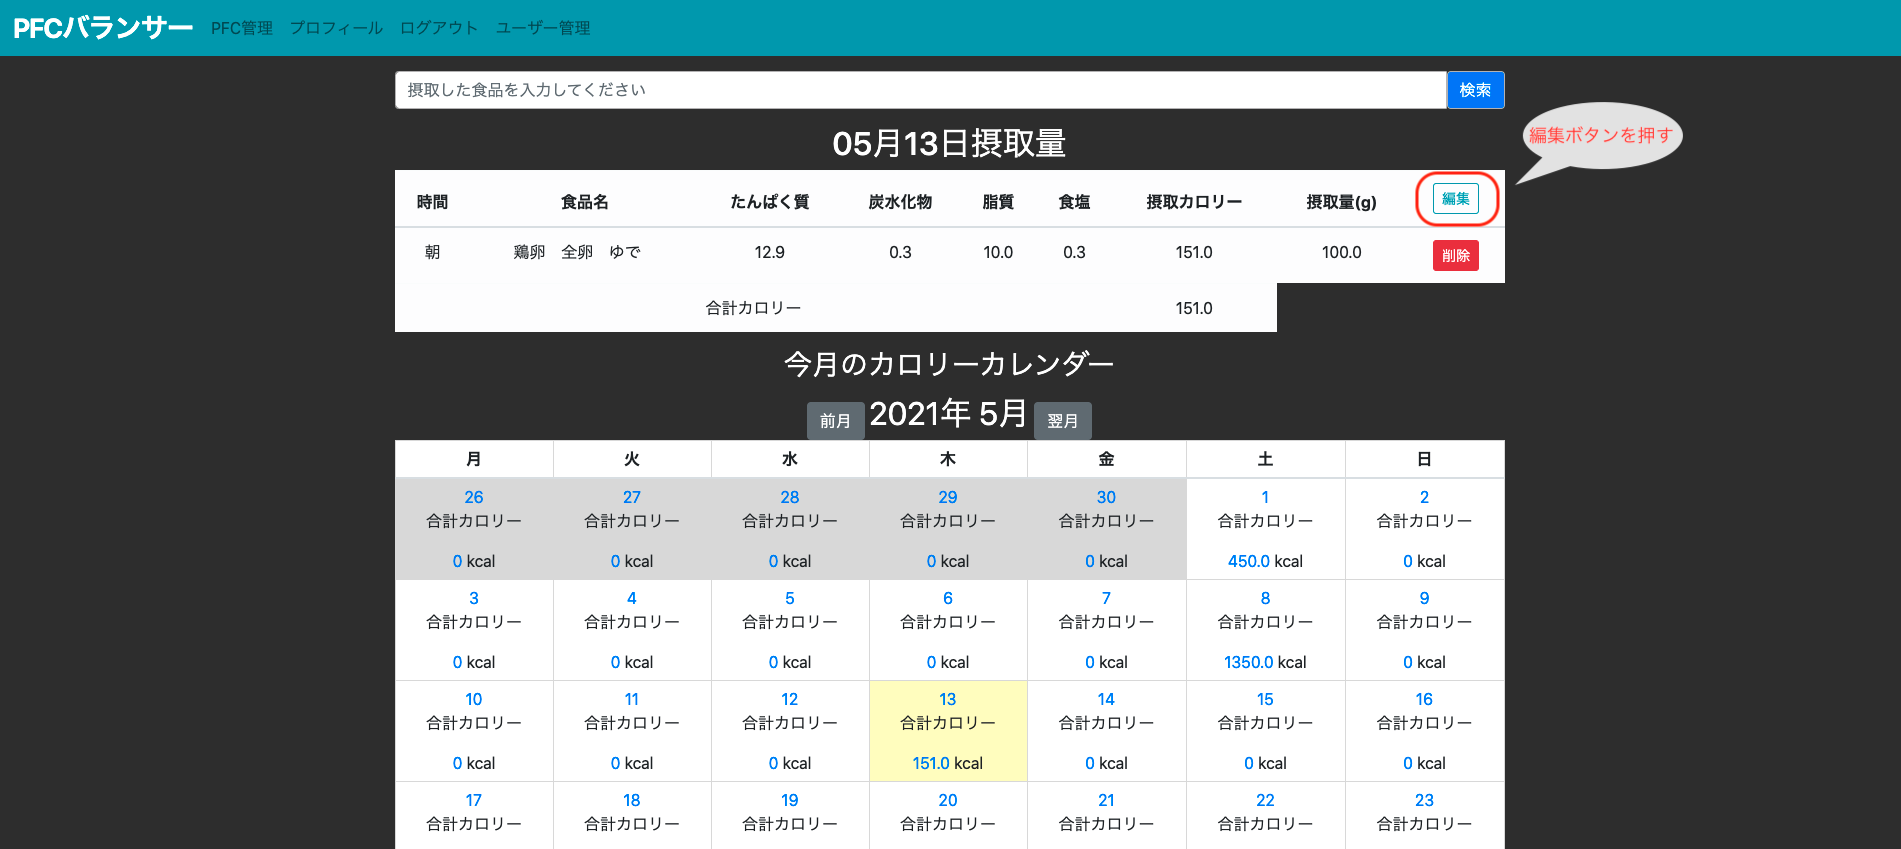 PFCバランサー PFC管理 プロフィール ログアウト ユーザー管理
摂取した食品を入力してください 検索
編集ボタンを押す
05月13日摂取量
時間 食品名 たんぱく質 炭水化物 脂質 食塩 摂取カロリー 摂取量(g) 編集
朝 鶏卵　全卵　ゆで 12.9 0.3 10.0 0.3 151.0 100.0 削除
合計カロリー 151.0
今月のカロリーカレンダー
前月 2021年 5月 翌月
月 火 水 木 金 土 日
26 27 28 29 30 1 2
合計カロリー 合計カロリー 合計カロリー 合計カロリー 合計カロリー 合計カロリー 合計カロリー
0 kcal 0 kcal 0 kcal 0 kcal 0 kcal 450.0 kcal 0 kcal
3 4 5 6 7 8 9
合計カロリー 合計カロリー 合計カロリー 合計カロリー 合計カロリー 合計カロリー 合計カロリー
0 kcal 0 kcal 0 kcal 0 kcal 0 kcal 1350.0 kcal 0 kcal
10 11 12 13 14 15 16
合計カロリー 合計カロリー 合計カロリー 合計カロリー 合計カロリー 合計カロリー 合計カロリー
0 kcal 0 kcal 0 kcal 151.0 kcal 0 kcal 0 kcal 0 kcal
17 18 19 20 21 22 23
合計カロリー 合計カロリー 合計カロリー 合計カロリー 合計カロリー 合計カロリー 合計カロリー